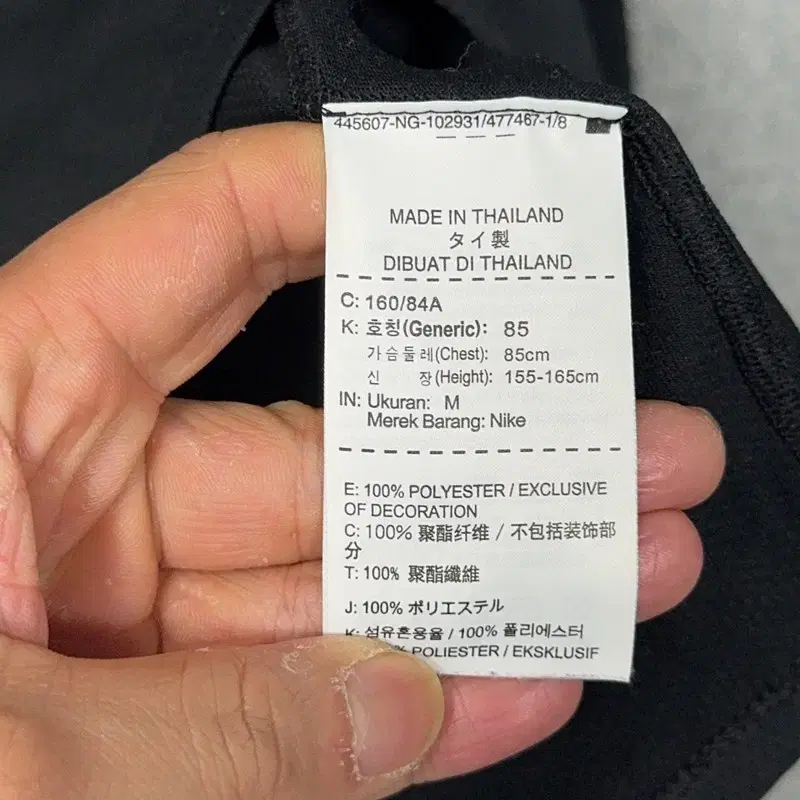 445607-NG-102931/477467-1/8
MADE IN THAILAND
タイ製
DIBUAT DI THAILAND
C: 160/84A
K: 호칭(Generic): 85
가슴둘레(Chest): 85cm
신 장(Height): 155-165cm
IN: Ukuran: M
Merek Barang: Nike
E: 100% POLYESTER / EXCLUSIVE
OF DECORATION
C: 100% 聚酯纤维 / 不包括装饰部
分
T: 100% 聚酯纖維
J: 100% ポリエステル
K: 섬유혼용율 / 100% 폴리에스터
% POLIESTER / EKSKLUSIF